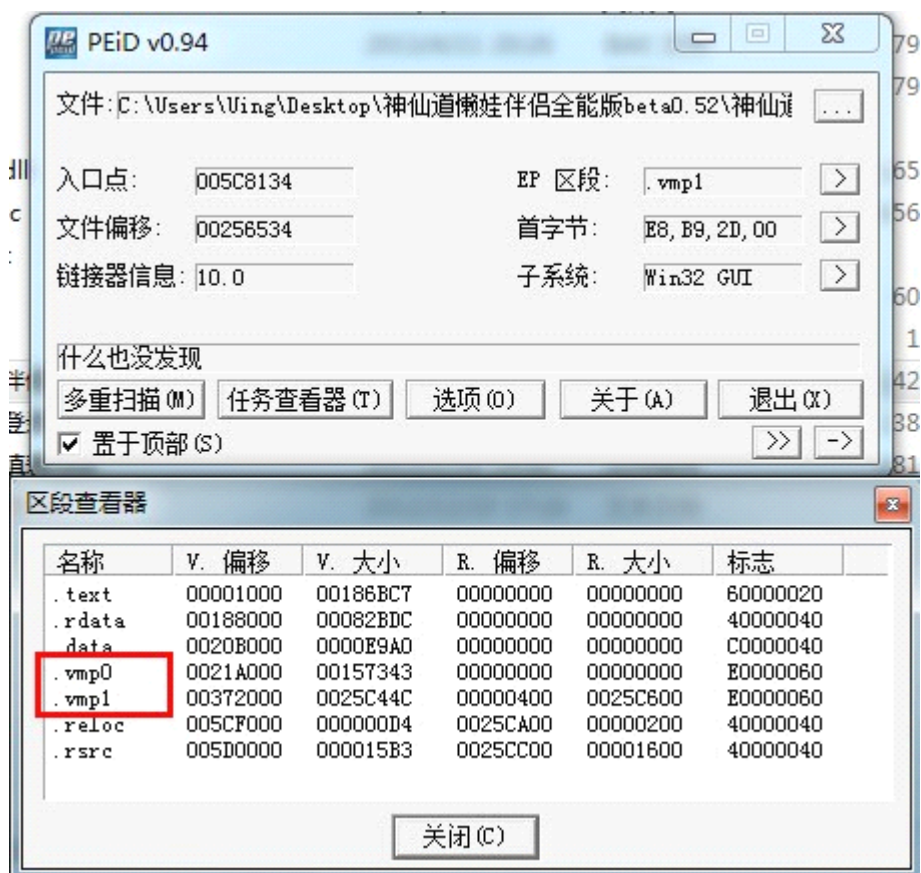 PEiD v0.94
文件: C:\Users\Ving\Desktop\神仙道懒娃伴侣全能版beta0.52\神仙道 ...
入口点: 005C8134 EP 区段: .vmp1 >
文件偏移: 00256534 首字节: E8,B9,2D,00 >
链接器信息: 10.0 子系统: Win32 GUI >
什么也没发现
多重扫描(M) 任务查看器(T) 选项(O) 关于(A) 退出(X)
置于顶部(S) >> ->
区段查看器
名称 V. 偏移 V. 大小 R. 偏移 R. 大小 标志
.text 00001000 00186BC7 00000000 00000000 60000020
.rdata 00188000 00082BDC 00000000 00000000 40000040
.data 0020B000 0000E9A0 00000000 00000000 C0000040
.vmp0 0021A000 00157343 00000000 00000000 E0000060
.vmp1 00372000 0025C44C 00000400 0025C600 E0000060
.reloc 005CF000 000000D4 0025CA00 00000200 40000040
.rsrc 005D0000 000015B3 0025CC00 00001600 40000040
关闭(C)